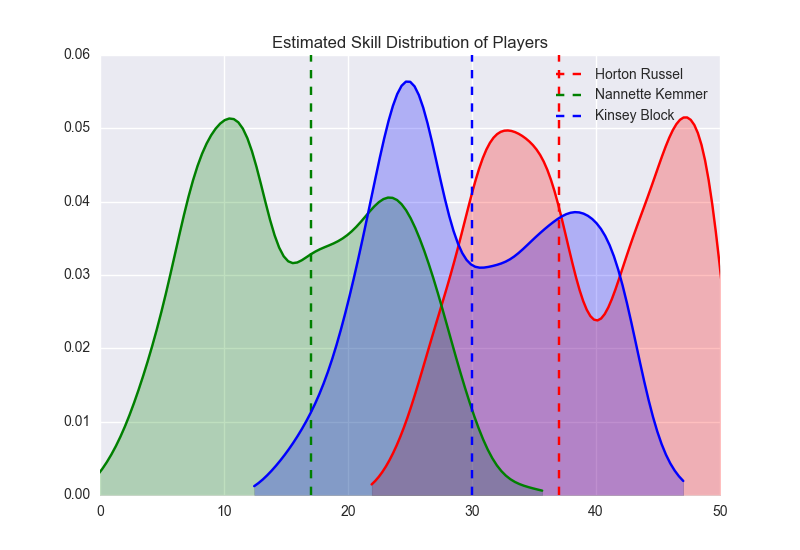 Estimated Skill Distribution of Players
0.06
0.05
0.04
0.03
0.02
0.01
0.00
0 10 20 30 40 50
Horton Russel
Nannette Kemmer
Kinsey Block